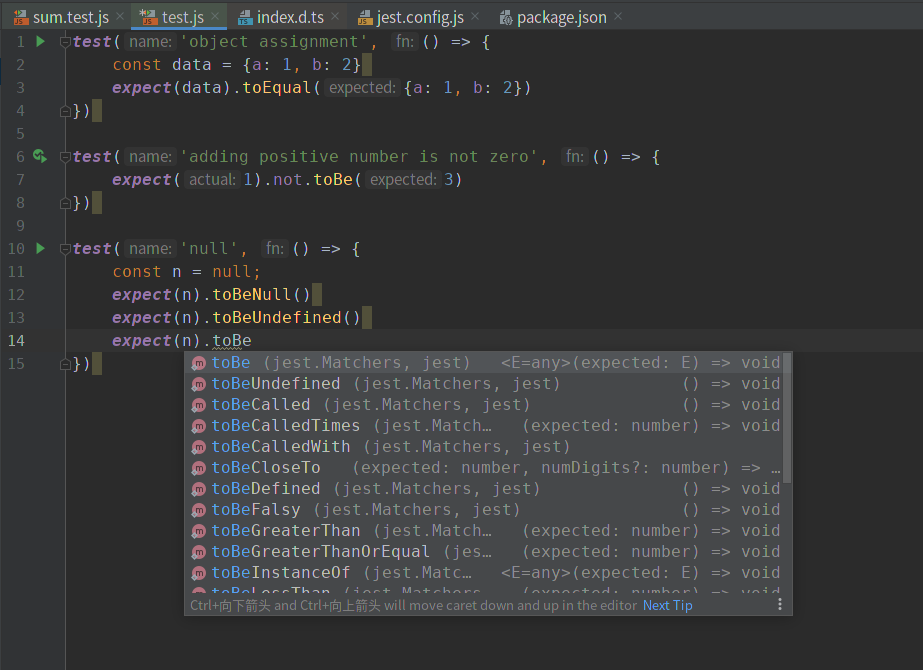 sum.test.js test.js index.d.ts jest.config.js package.json
1 test( name: 'object assignment', fn: () => {
2 const data = {a: 1, b: 2}
3 expect(data).toEqual( expected: {a: 1, b: 2})
4 })
5
6 test( name: 'adding positive number is not zero', fn: () => {
7 expect( actual: 1).not.toBe( expected: 3)
8 })
9
10 test( name: 'null', fn: () => {
11 const n = null;
12 expect(n).toBeNull()
13 expect(n).toBeUndefined()
14 expect(n).toBe
15 })
toBe (jest.Matchers, jest) <E=any>(expected: E) => void
toBeUndefined (jest.Matchers, jest) () => void
toBeCalled (jest.Matchers, jest) () => void
toBeCalledTimes (jest.Match… (expected: number) => void
toBeCalledWith (jest.Matchers, jest)
toBeCloseTo (expected: number, numDigits?: number) => …
toBeDefined (jest.Matchers, jest) () => void
toBeFalsy (jest.Matchers, jest) () => void
toBeGreaterThan (jest.Match… (expected: number) => void
toBeGreaterThanOrEqual (jes… (expected: number) => void
toBeInstanceOf (jest.Matc… <E=any>(expected: E) => void
toBeLessThan (jest.Matchers (expected: number) => void
Ctrl+向下箭头 and Ctrl+向上箭头 will move caret down and up in the editor Next Tip